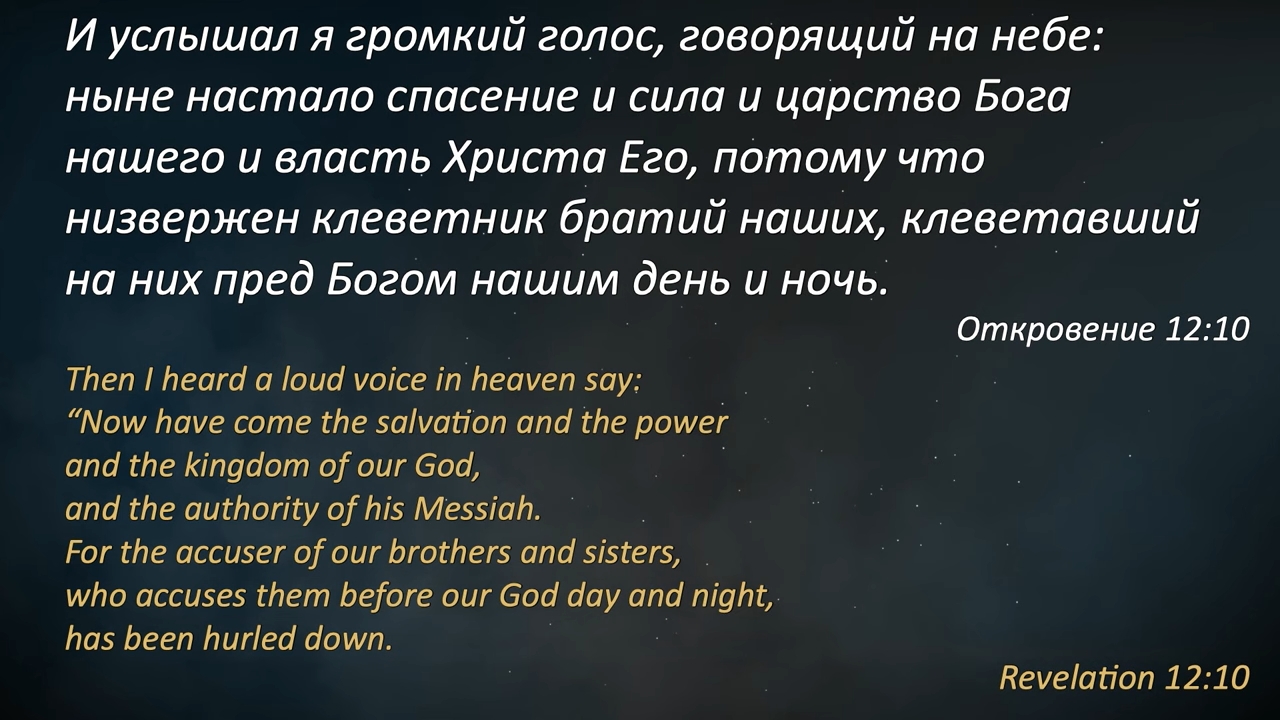 И услышал я громкий голос, говорящий на небе:
ныне настало спасение и сила и царство Бога
нашего и власть Христа Его, потому что
низвержен клеветник братий наших, клеветавший
на них пред Богом нашим день и ночь.
Откровение 12:10
Then I heard a loud voice in heaven say:
“Now have come the salvation and the power
and the kingdom of our God,
and the authority of his Messiah.
For the accuser of our brothers and sisters,
who accuses them before our God day and night,
has been hurled down.
Revelation 12:10